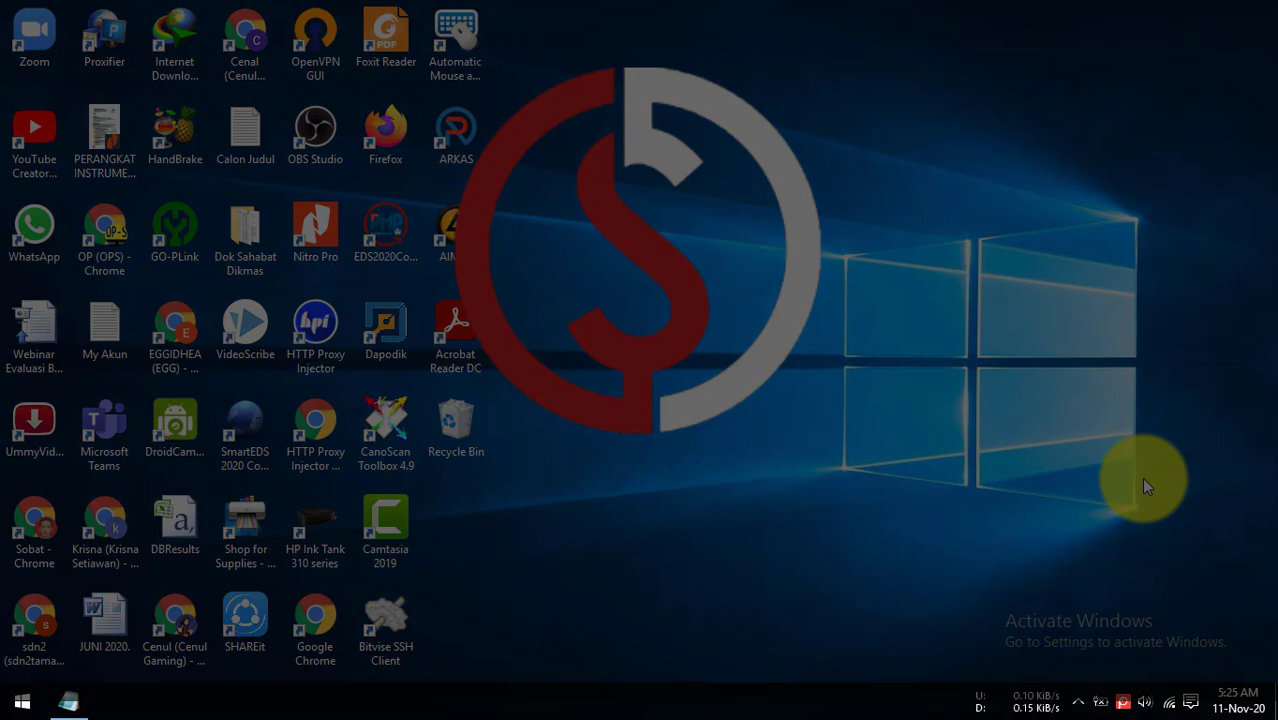 Zoom
Proxifier
Internet
Downlo...
Cenal
(Cenul...
OpenVPN
GUI
Foxit Reader
Automatic
Mouse a...
YouTube
Creator...
PERANGKAT
INSTRUME...
HandBrake
Calon Judul
OBS Studio
Firefox
ARKAS
WhatsApp
OP (OPS) -
Chrome
GO-PLink
Dok Sahabat
Dikmas
Nitro Pro
EDS2020Co...
Webinar
Evaluasi B...
My Akun
EGGIDHEA
(EGG) - ...
VideoScribe
HTTP Proxy
Injector
Dapodik
Acrobat
Reader DC
UmmyVid...
Microsoft
Teams
DroidCam...
SmartEDS
2020 Co...
HTTP Proxy
Injector ...
CanoScan
Toolbox 4.9
Recycle Bin
Sobat -
Chrome
Krisna (Krisna
Setiawan) - ...
DBResults
Shop for
Supplies - ...
HP Ink Tank
310 series
Camtasia
2019
sdn2
(sdn2tama...
JUNI 2020.
Cenul (Cenul
Gaming) - ...
SHAREit
Google
Chrome
Bitvise SSH
Client
Activate Windows
Go to Settings to activate Windows.
U: 0.10 KiB/s
D: 0.15 KiB/s
5:25 AM
11-Nov-20